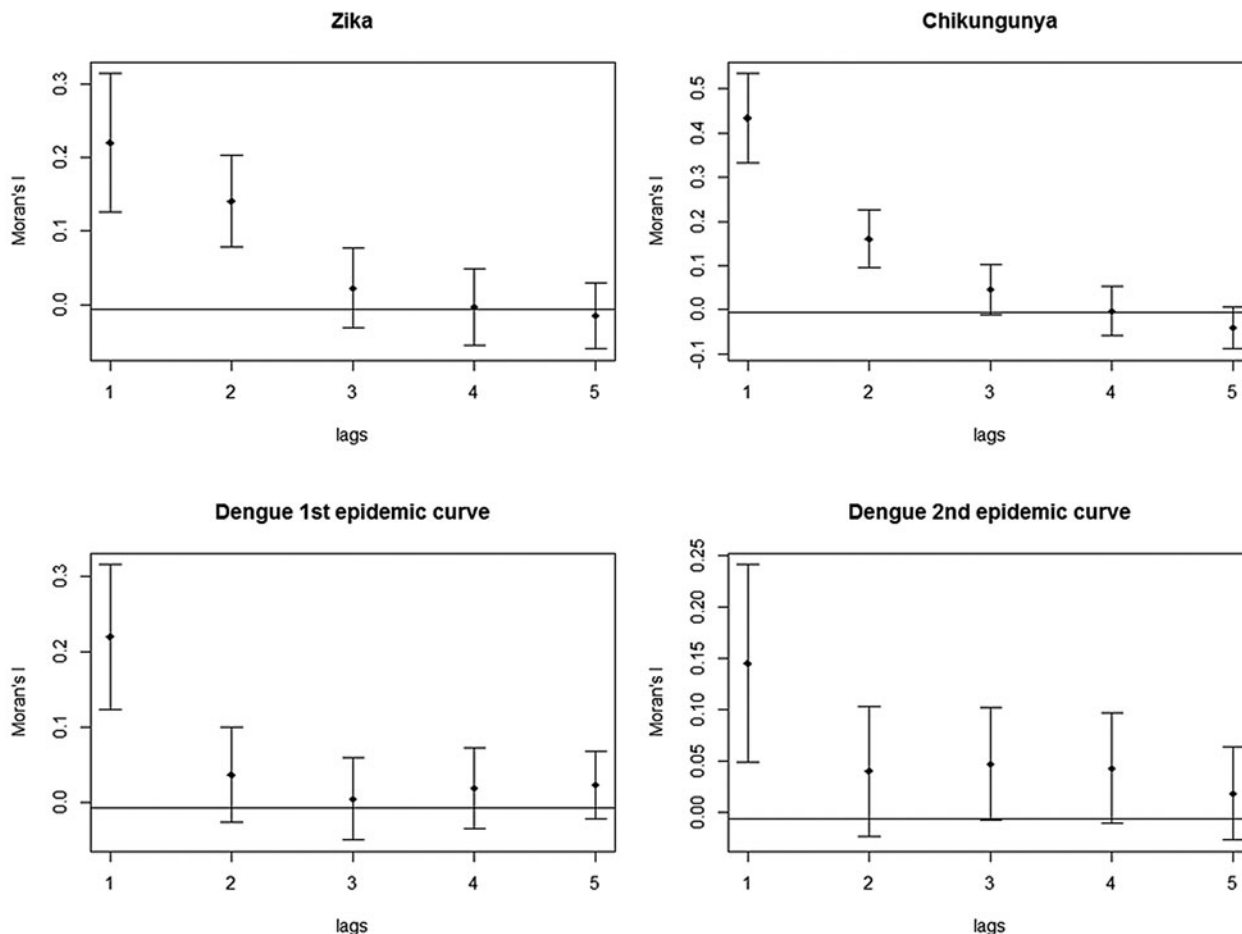 Zika
Moran's I
0.3
0.2
0.1
0.0
1 2 3 4 5
lags
Chikungunya
Moran's I
0.5
0.4
0.3
0.2
0.1
0.0
-0.1
1 2 3 4 5
lags
Dengue 1st epidemic curve
Moran's I
0.3
0.2
0.1
0.0
1 2 3 4 5
lags
Dengue 2nd epidemic curve
Moran's I
0.25
0.20
0.15
0.10
0.05
0.00
1 2 3 4 5
lags